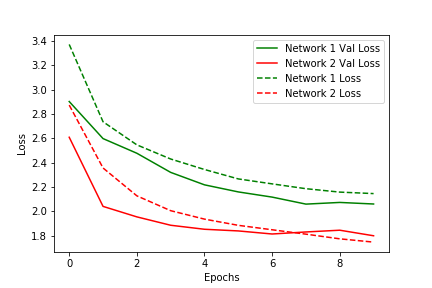 3.4
3.2
3.0
2.8
2.6
2.4
2.2
2.0
1.8
Loss
Network 1 Val Loss
Network 2 Val Loss
Network 1 Loss
Network 2 Loss
0 2 4 6 8
Epochs